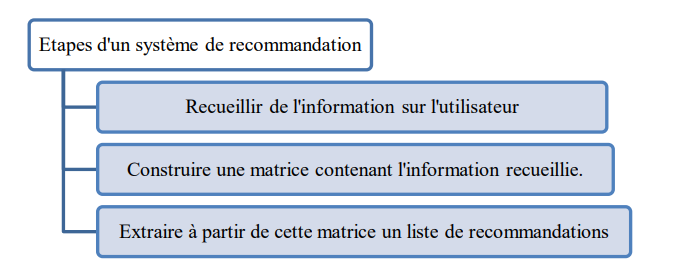 Etapes d'un système de recommandation
Recueillir de l'information sur l'utilisateur
Construire une matrice contenant l'information recueillie.
Extraire à partir de cette matrice un liste de recommandations